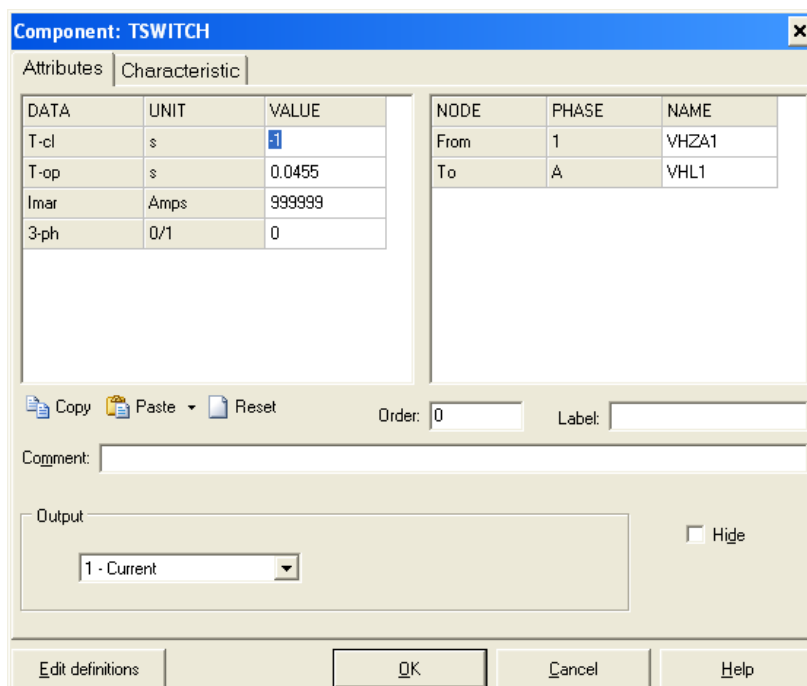 Component: TSWITCH
Attributes Characteristic
DATA UNIT VALUE NODE PHASE NAME
T-cl s -1 From 1 VHZA1
T-op s 0.0455 To A VHL1
Imar Amps 999999
3-ph 0/1 0
Copy Paste Reset Order: 0 Label:
Comment:
Output
Hide
1 - Current
Edit definitions OK Cancel Help